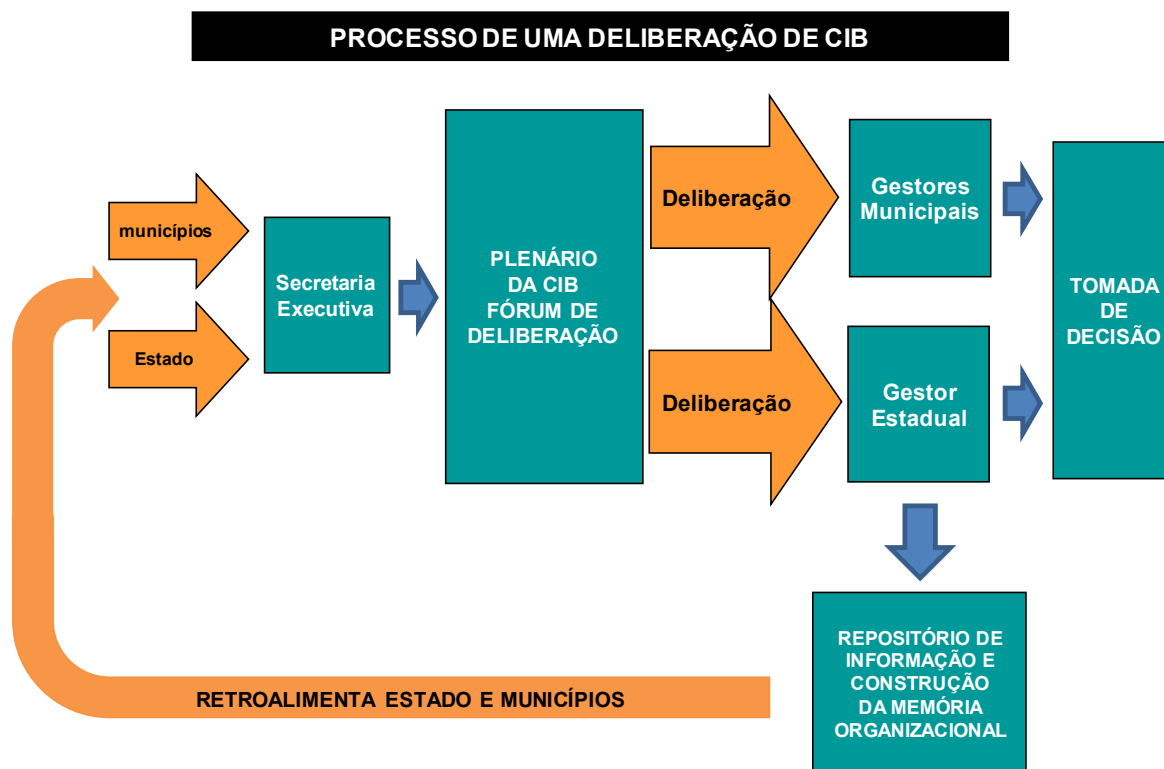 PROCESSO DE UMA DELIBERAÇÃO DE CIB
municípios
Estado
Secretaria
Executiva
PLENÁRIO
DA CIB
FÓRUM DE
DELIBERAÇÃO
Deliberação
Deliberação
Gestores
Municipais
Gestor
Estadual
TOMADA
DE
DECISÃO
REPOSITÓRIO DE
INFORMAÇÃO E
CONSTRUÇÃO
DA MEMÓRIA
ORGANIZACIONAL
RETROALIMENTA ESTADO E MUNICÍPIOS